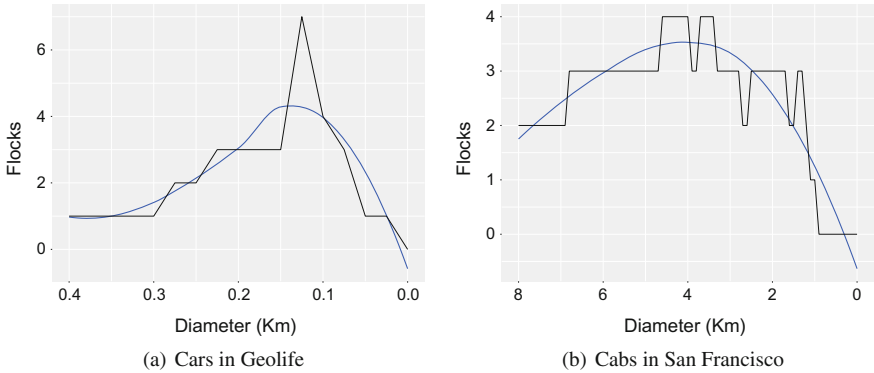 Flocks
6
4
2
0
0.4 0.3 0.2 0.1 0.0
Diameter (Km)
(a) Cars in Geolife
Flocks
4
3
2
1
0
8 6 4 2 0
Diameter (Km)
(b) Cabs in San Francisco